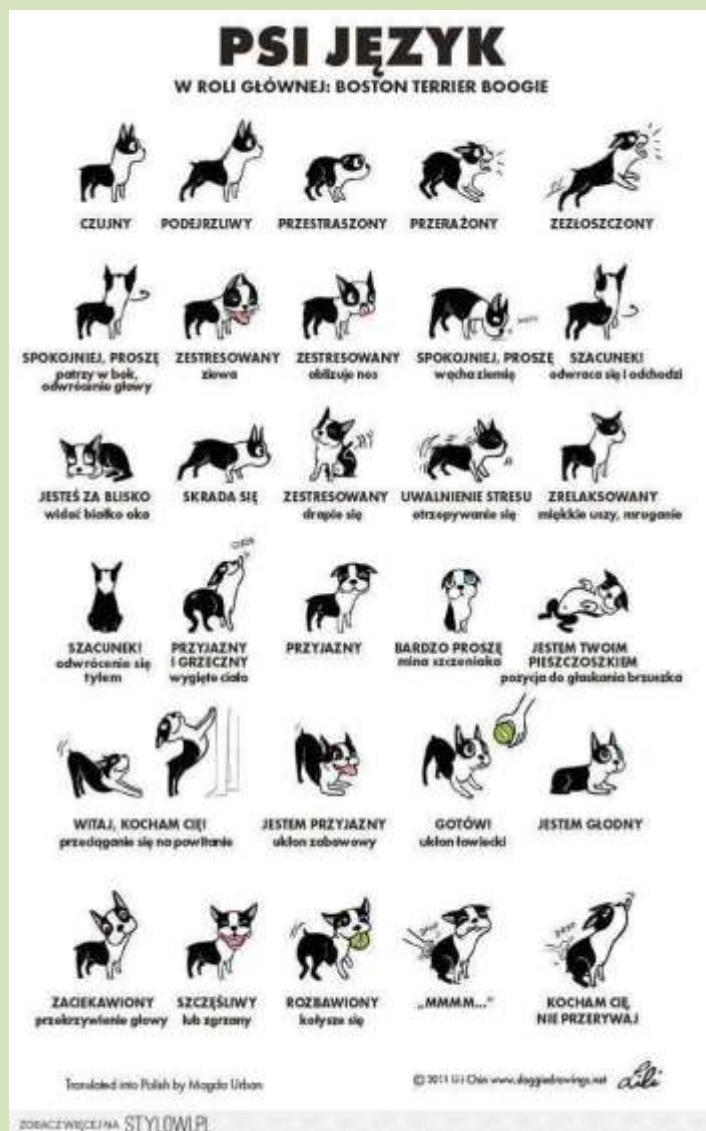 PSI JĘZYK
W ROLI GŁÓWNEJ: BOSTON TERRIER BOOGIE
CZUJNY
PODEJRZLIWY
PRZESTRASZONY
PRZERAŻONY
ZEZŁOSZCZONY
SPOKOJNIEJ, PROSZĘ
patrzy w bok,
odwrócenie głowy
ZESTRESOWANY
ziewa
ZESTRESOWANY
oblizuje nos
SPOKOJNIEJ, PROSZĘ
wącha ziemię
SZACUNEK!
odwraca się i odchodzi
JESTEŚ ZA BLISKO
widać białko oka
SKRADA SIĘ
ZESTRESOWANY
drapie się
UWALNIENIE STRESU
otrzepywanie się
ZRELAKSOWANY
miękkie uszy, mruganie
SZACUNEK!
odwrócenie się
tyłem
PRZYJAZNY
I GRZECZNY
wygięte ciało
PRZYJAZNY
BARDZO PROSZĘ
mina szczeniaka
JESTEM TWOIM
PIESZCZOSZKIEM
pozycja do głaskania brzuszka
WITAJ, KOCHAM CIĘ!
przeciąganie się na powitanie
JESTEM PRZYJAZNY
ukłon zabawowy
GOTÓW!
ukłon łowiecki
JESTEM GŁODNY
ZACIEKAWIONY
przekrzywienie głowy
SZCZĘŚLIWY
lub zgrzany
ROZBAWIONY
kołysze się
„MMMM..."
KOCHAM CIĘ,
NIE PRZERYWAJ
Translated into Polish by Magda Urban
© 2011 Lili Chin www.doggiedrawings.net
Lili
ZOBACZ WIĘCEJ NA STYLOWI.PL